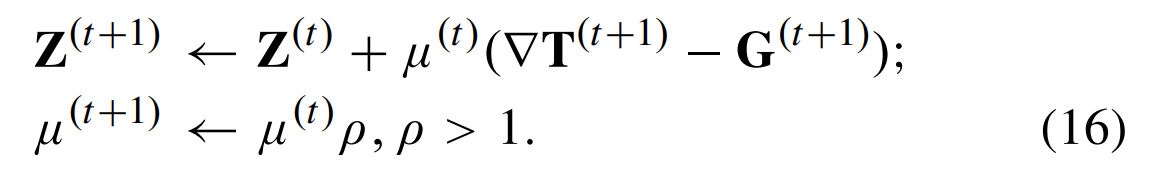 Z^(t+1) ← Z^(t) + μ^(t)(∇T^(t+1) − G^(t+1));
μ^(t+1) ← μ^(t)ρ, ρ > 1. (16)